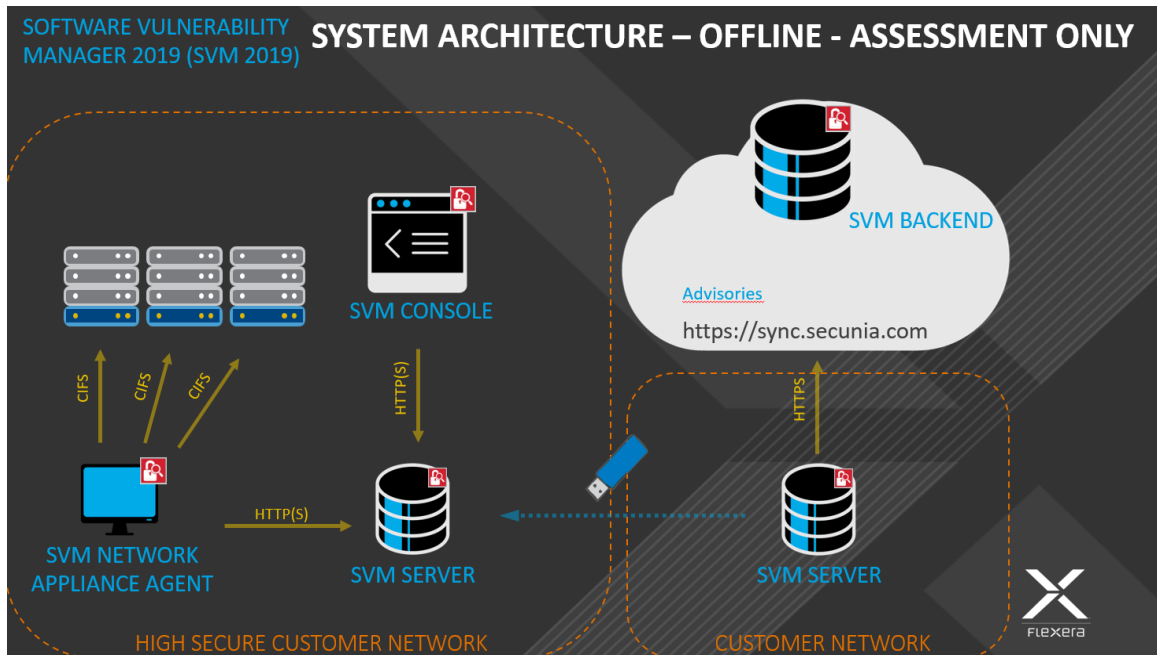 SOFTWARE VULNERABILITY
MANAGER 2019 (SVM 2019)
SYSTEM ARCHITECTURE – OFFLINE - ASSESSMENT ONLY
SVM BACKEND
Advisories
https://sync.secunia.com
SVM CONSOLE
CIFS
CIFS
CIFS
HTTP(S)
HTTPS
HTTP(S)
SVM NETWORK
APPLIANCE AGENT
SVM SERVER
SVM SERVER
HIGH SECURE CUSTOMER NETWORK
CUSTOMER NETWORK
FLEXera